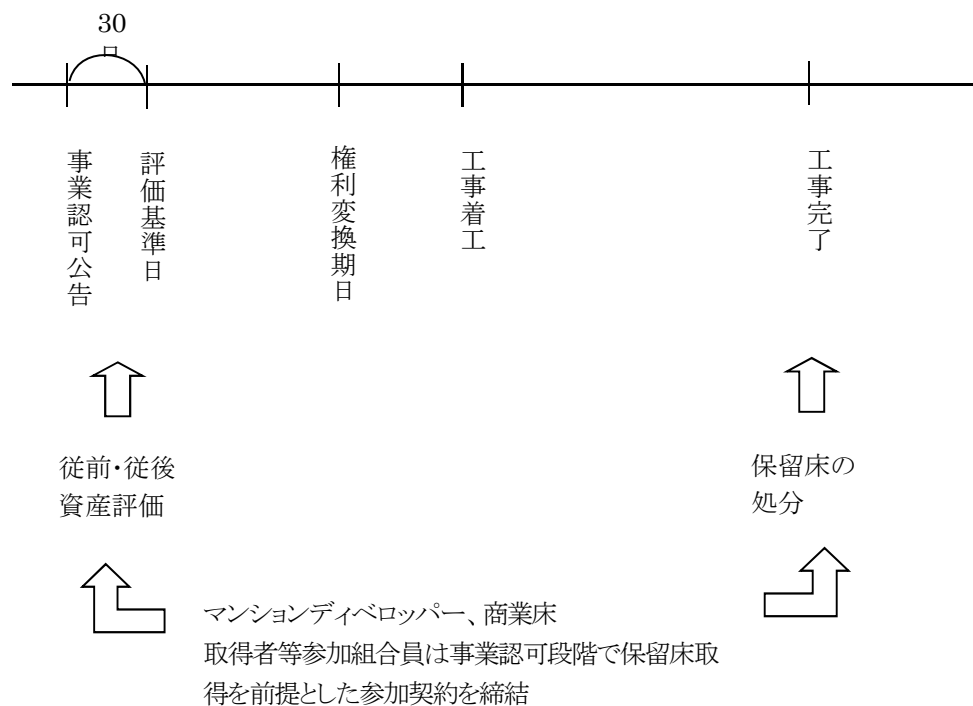 30
日
事業認可公告
評価基準日
権利変換期日
工事着工
工事完了
従前・従後
資産評価
保留床の
処分
マンションディベロッパー、商業床
取得者等参加組合員は事業認可段階で保留床取
得を前提とした参加契約を締結